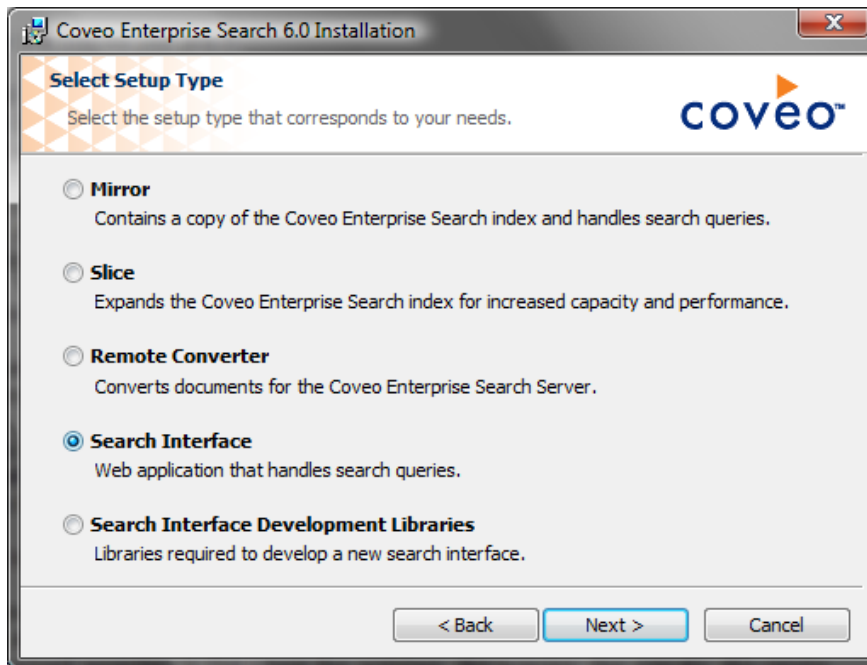 Coveo Enterprise Search 6.0 Installation
Select Setup Type
Select the setup type that corresponds to your needs.
coveo™
Mirror
Contains a copy of the Coveo Enterprise Search index and handles search queries.
Slice
Expands the Coveo Enterprise Search index for increased capacity and performance.
Remote Converter
Converts documents for the Coveo Enterprise Search Server.
Search Interface
Web application that handles search queries.
Search Interface Development Libraries
Libraries required to develop a new search interface.
< Back Next > Cancel